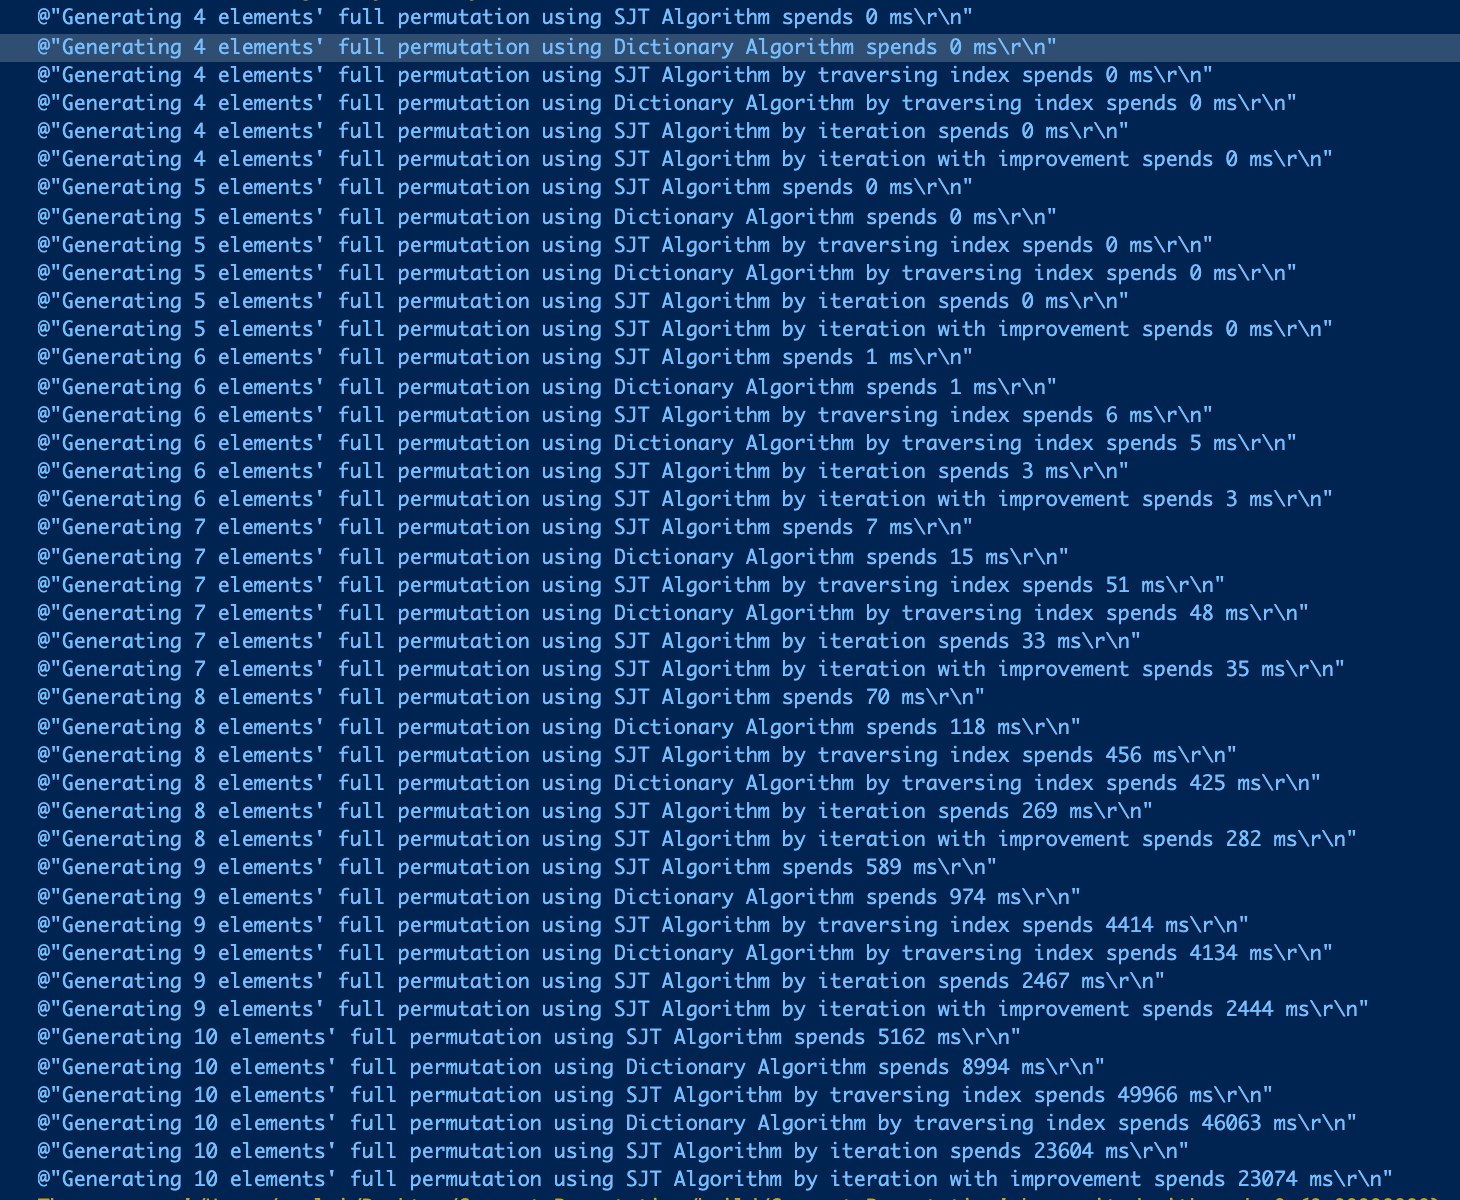 @"Generating 4 elements' full permutation using SJT Algorithm spends 0 ms\r\n"
@"Generating 4 elements' full permutation using Dictionary Algorithm spends 0 ms\r\n"
@"Generating 4 elements' full permutation using SJT Algorithm by traversing index spends 0 ms\r\n"
@"Generating 4 elements' full permutation using Dictionary Algorithm by traversing index spends 0 ms\r\n"
@"Generating 4 elements' full permutation using SJT Algorithm by iteration spends 0 ms\r\n"
@"Generating 4 elements' full permutation using SJT Algorithm by iteration with improvement spends 0 ms\r\n"
@"Generating 5 elements' full permutation using SJT Algorithm spends 0 ms\r\n"
@"Generating 5 elements' full permutation using Dictionary Algorithm spends 0 ms\r\n"
@"Generating 5 elements' full permutation using SJT Algorithm by traversing index spends 0 ms\r\n"
@"Generating 5 elements' full permutation using Dictionary Algorithm by traversing index spends 0 ms\r\n"
@"Generating 5 elements' full permutation using SJT Algorithm by iteration spends 0 ms\r\n"
@"Generating 5 elements' full permutation using SJT Algorithm by iteration with improvement spends 0 ms\r\n"
@"Generating 6 elements' full permutation using SJT Algorithm spends 1 ms\r\n"
@"Generating 6 elements' full permutation using Dictionary Algorithm spends 1 ms\r\n"
@"Generating 6 elements' full permutation using SJT Algorithm by traversing index spends 6 ms\r\n"
@"Generating 6 elements' full permutation using Dictionary Algorithm by traversing index spends 5 ms\r\n"
@"Generating 6 elements' full permutation using SJT Algorithm by iteration spends 3 ms\r\n"
@"Generating 6 elements' full permutation using SJT Algorithm by iteration with improvement spends 3 ms\r\n"
@"Generating 7 elements' full permutation using SJT Algorithm spends 7 ms\r\n"
@"Generating 7 elements' full permutation using Dictionary Algorithm spends 15 ms\r\n"
@"Generating 7 elements' full permutation using SJT Algorithm by traversing index spends 51 ms\r\n"
@"Generating 7 elements' full permutation using Dictionary Algorithm by traversing index spends 48 ms\r\n"
@"Generating 7 elements' full permutation using SJT Algorithm by iteration spends 33 ms\r\n"
@"Generating 7 elements' full permutation using SJT Algorithm by iteration with improvement spends 35 ms\r\n"
@"Generating 8 elements' full permutation using SJT Algorithm spends 70 ms\r\n"
@"Generating 8 elements' full permutation using Dictionary Algorithm spends 118 ms\r\n"
@"Generating 8 elements' full permutation using SJT Algorithm by traversing index spends 456 ms\r\n"
@"Generating 8 elements' full permutation using Dictionary Algorithm by traversing index spends 425 ms\r\n"
@"Generating 8 elements' full permutation using SJT Algorithm by iteration spends 269 ms\r\n"
@"Generating 8 elements' full permutation using SJT Algorithm by iteration with improvement spends 282 ms\r\n"
@"Generating 9 elements' full permutation using SJT Algorithm spends 589 ms\r\n"
@"Generating 9 elements' full permutation using Dictionary Algorithm spends 974 ms\r\n"
@"Generating 9 elements' full permutation using SJT Algorithm by traversing index spends 4414 ms\r\n"
@"Generating 9 elements' full permutation using Dictionary Algorithm by traversing index spends 4134 ms\r\n"
@"Generating 9 elements' full permutation using SJT Algorithm by iteration spends 2467 ms\r\n"
@"Generating 9 elements' full permutation using SJT Algorithm by iteration with improvement spends 2444 ms\r\n"
@"Generating 10 elements' full permutation using SJT Algorithm spends 5162 ms\r\n"
@"Generating 10 elements' full permutation using Dictionary Algorithm spends 8994 ms\r\n"
@"Generating 10 elements' full permutation using SJT Algorithm by traversing index spends 49966 ms\r\n"
@"Generating 10 elements' full permutation using Dictionary Algorithm by traversing index spends 46063 ms\r\n"
@"Generating 10 elements' full permutation using SJT Algorithm by iteration spends 23604 ms\r\n"
@"Generating 10 elements' full permutation using SJT Algorithm by iteration with improvement spends 23074 ms\r\n"